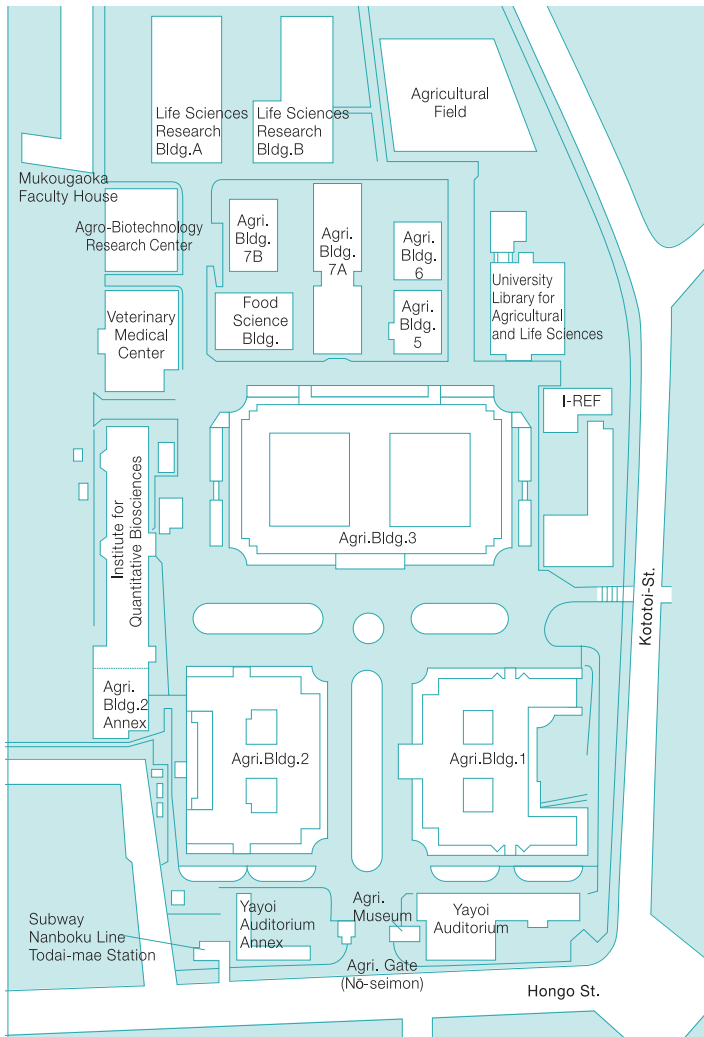 Life Sciences
Research
Bldg.A
Life Sciences
Research
Bldg.B
Agricultural
Field
Mukougaoka
Faculty House
Agro-Biotechnology
Research Center
Agri.
Bldg.
7B
Agri.
Bldg.
7A
Agri.
Bldg.
6
University
Library for
Agricultural
and Life Sciences
Veterinary
Medical
Center
Food
Science
Bldg.
Agri.
Bldg.
5
I-REF
Institute for
Quantitative Biosciences
Agri.Bldg.3
Kototoi-St.
Agri.
Bldg.2
Annex
Agri.Bldg.2
Agri.Bldg.1
Subway
Nanboku Line
Todai-mae Station
Yayoi
Auditorium
Annex
Agri.
Museum
Yayoi
Auditorium
Agri. Gate
(Nō-seimon)
Hongo St.